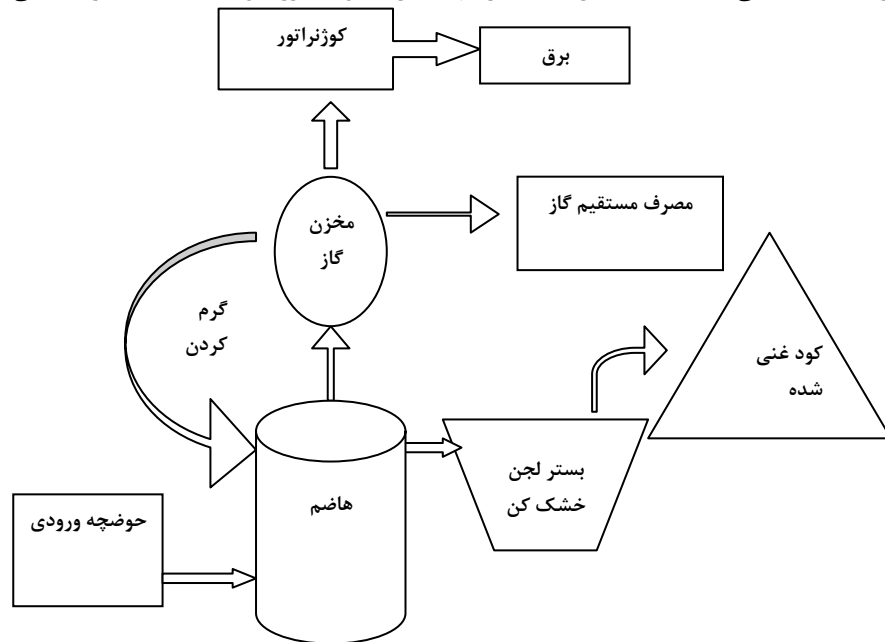 کوژنراتور
برق
مخزن
گاز
مصرف مستقیم گاز
گرم
کردن
کود غنی
شده
بستر لجن
خشک کن
هاضم
حوضچه ورودی